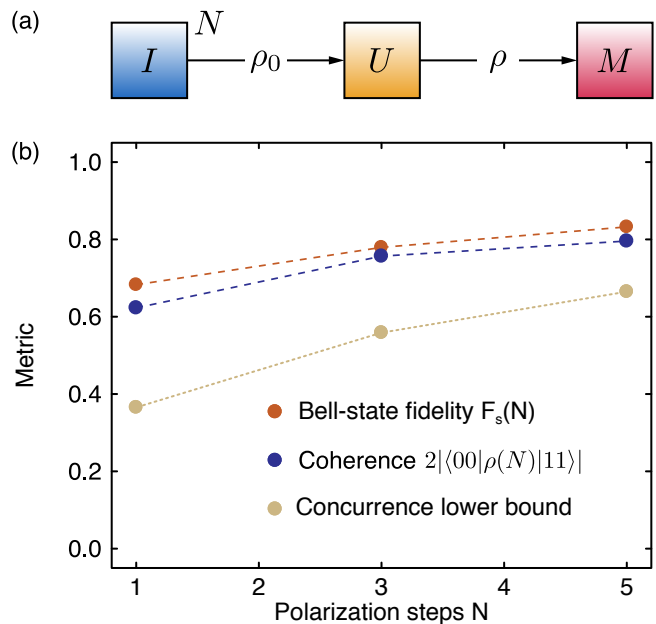 (a)
I N ρ₀ U ρ M
(b)
1.0
0.8
0.6
0.4
0.2
0.0
Metric
Bell-state fidelity Fₛ(N)
Coherence 2|⟨00|ρ(N)|11⟩|
Concurrence lower bound
1 2 3 4 5
Polarization steps N